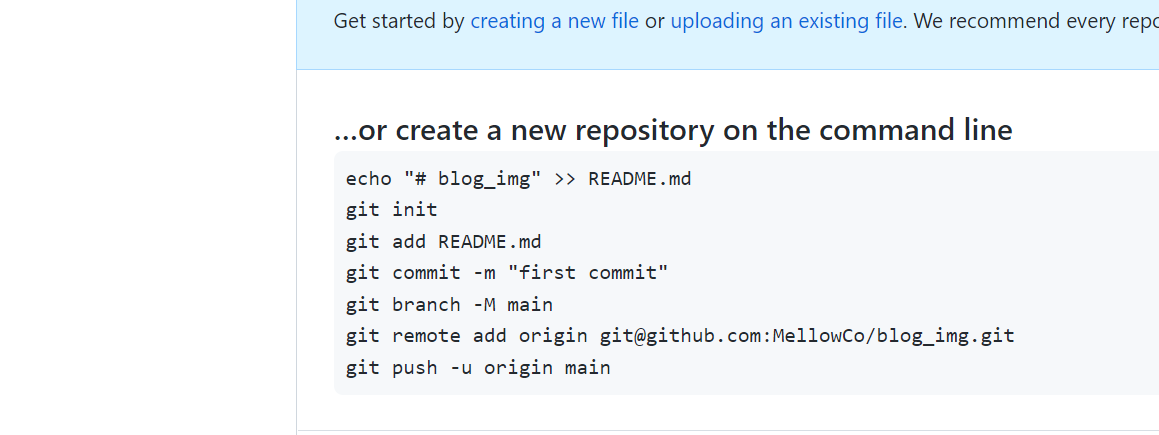 Get started by creating a new file or uploading an existing file. We recommend every
...or create a new repository on the command line
echo "# blog_img" >> README.md
git init
git add README.md
git commit -m "first commit"
git branch -M main
git remote add origin git@github.com:MellowCo/blog_img.git
git push -u origin main